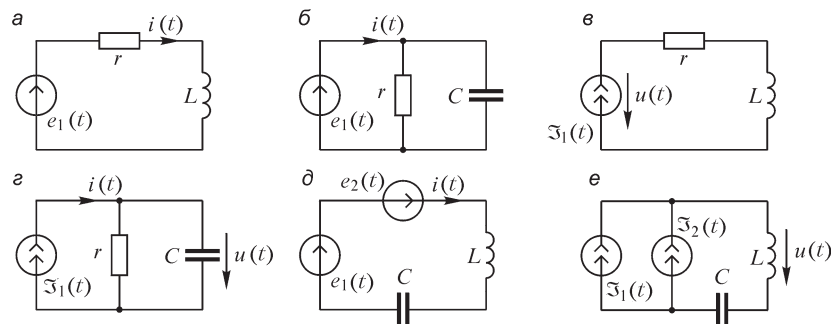 а
i(t)
r
L
e₁(t)
б
i(t)
r
C
e₁(t)
в
r
u(t)
L
ℑ₁(t)
г
i(t)
r
C
u(t)
ℑ₁(t)
д
e₂(t)
i(t)
L
e₁(t)
C
е
ℑ₂(t)
L
u(t)
ℑ₁(t)
C